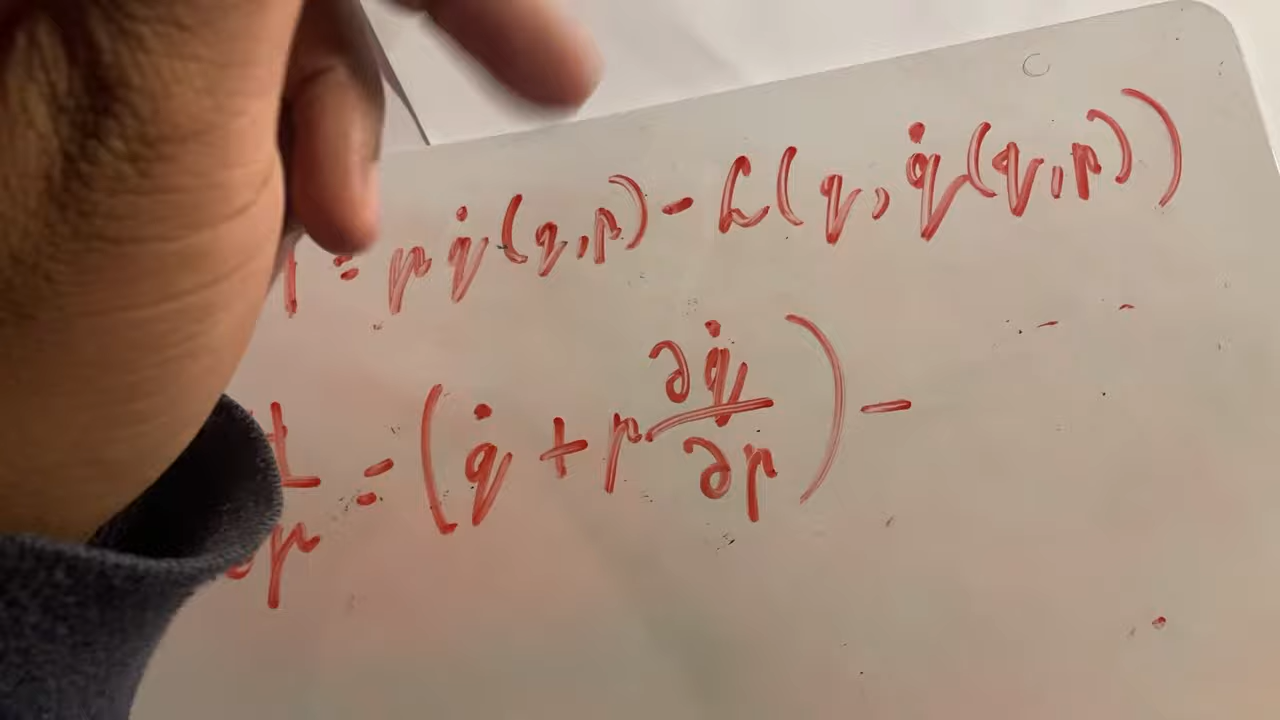 = p q̇(q,p) - L(q, q̇(q,p))
= (q̇ + p ∂q̇/∂p) -